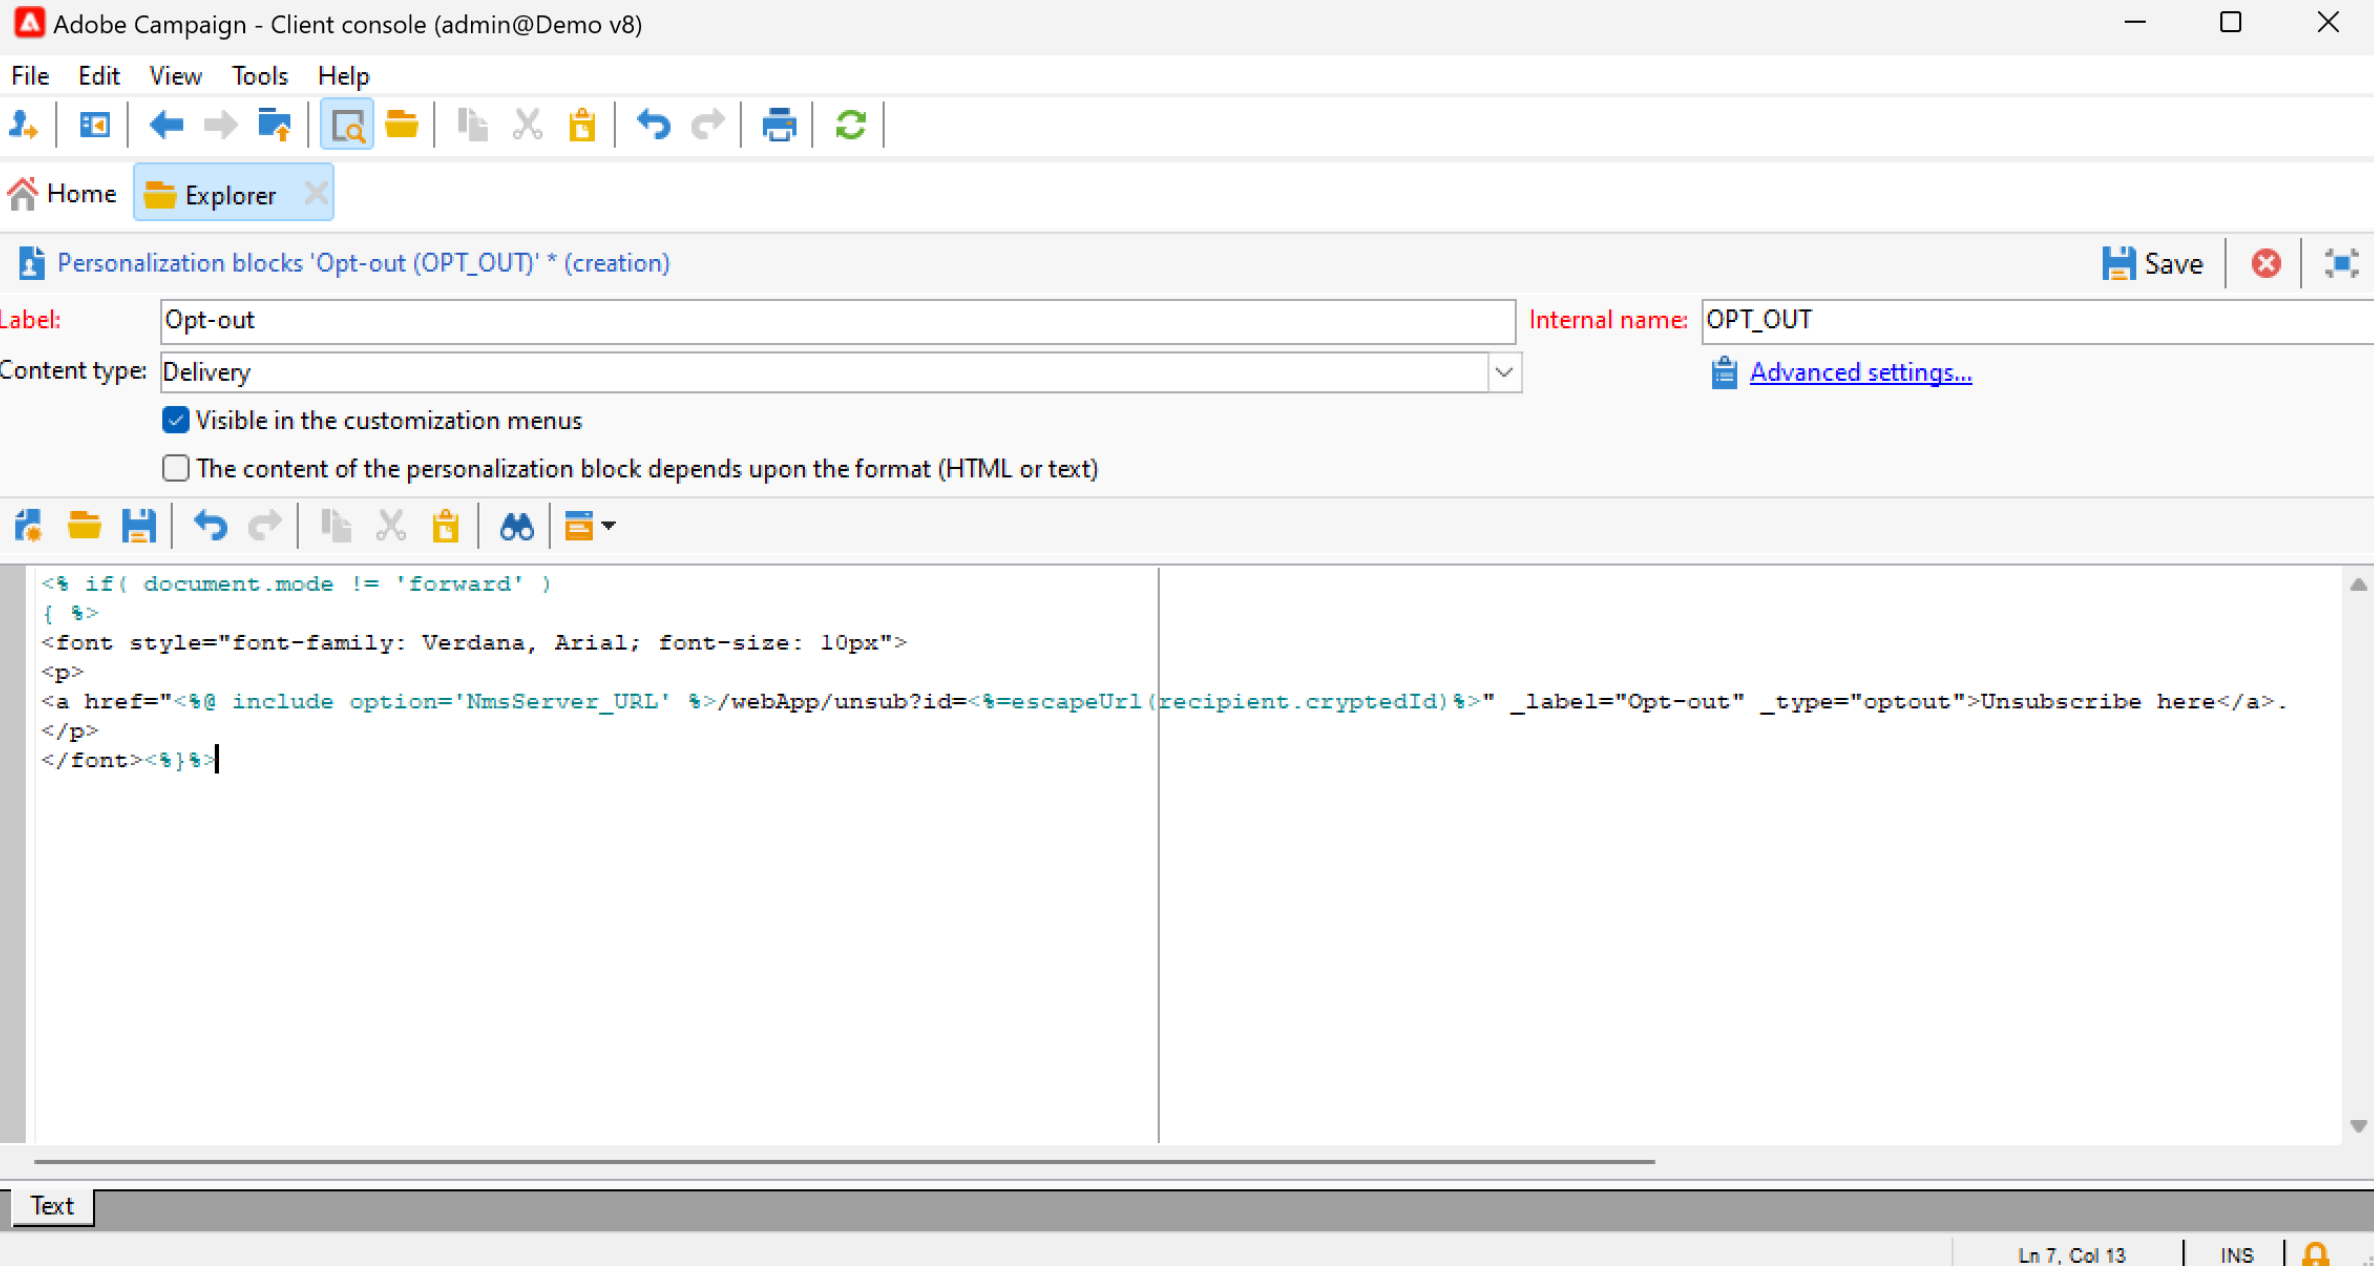 Adobe Campaign - Client console (admin@Demo v8)
File Edit View Tools Help
Home Explorer
Personalization blocks 'Opt-out (OPT_OUT)' * (creation) Save
Label: Opt-out Internal name: OPT_OUT
Content type: Delivery Advanced settings...
Visible in the customization menus
The content of the personalization block depends upon the format (HTML or text)
<% if( document.mode != 'forward' )
{ %>
<font style="font-family: Verdana, Arial; font-size: 10px">
<p>
<a href="<%@ include option='NmsServer_URL' %>/webApp/unsub?id=<%=escapeUrl(recipient.cryptedId)%>" _label="Opt-out" _type="optout">Unsubscribe here</a>.
</p>
</font><%}%>
Text
Ln 7, Col 13 INS